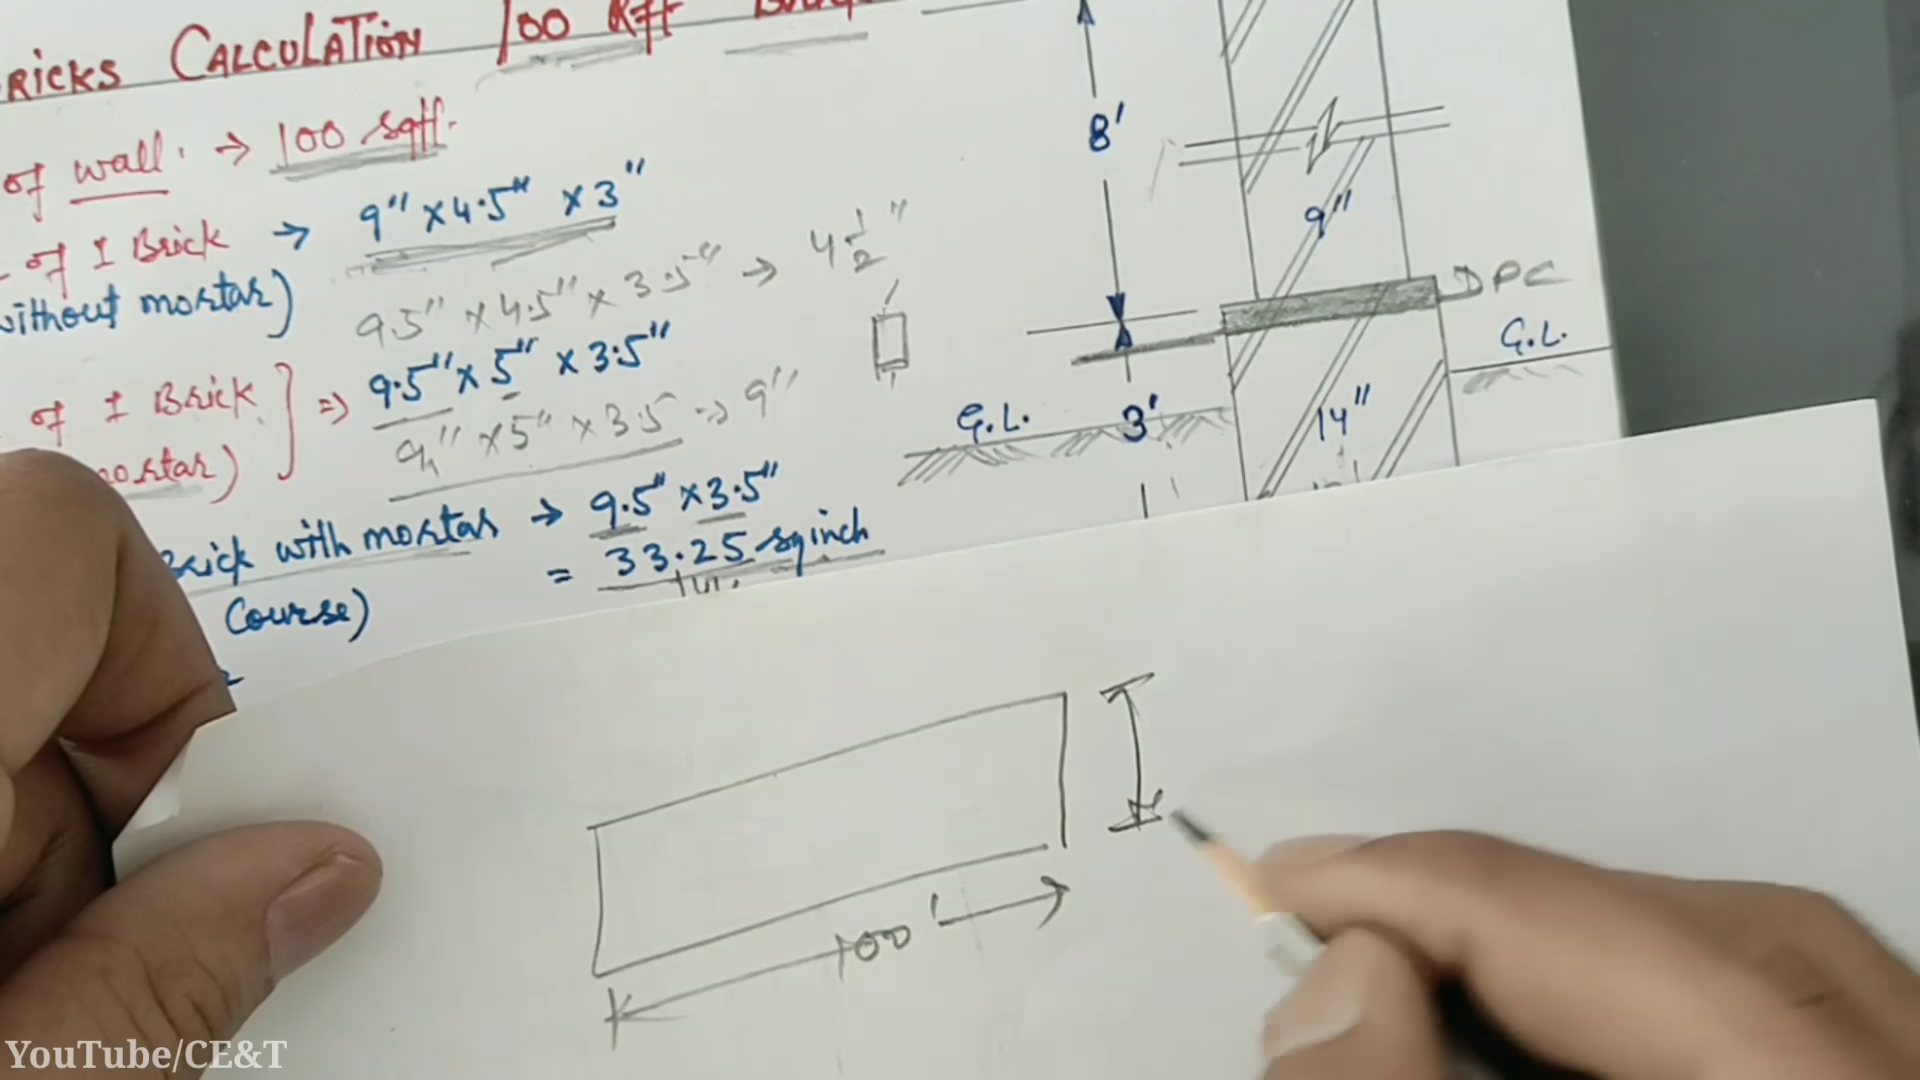 RICKS CALCULATION 100 Rft
of wall. → 100 sqft.
of 1 Brick → 9" x 4.5" x 3"
without mortar)
9.5" x 4.5" x 3.5" → 4 1/2"
of 1 Brick } ⇒ 9.5" x 5" x 3.5"
mortar)
9" x 5" x 3.5 → 9"
Brick with mortar → 9.5" x 3.5"
= 33.25 sq inch
Course)
8'
9"
DPC
G.L.
G.L.
3'
14"
100'
YouTube/CE&T